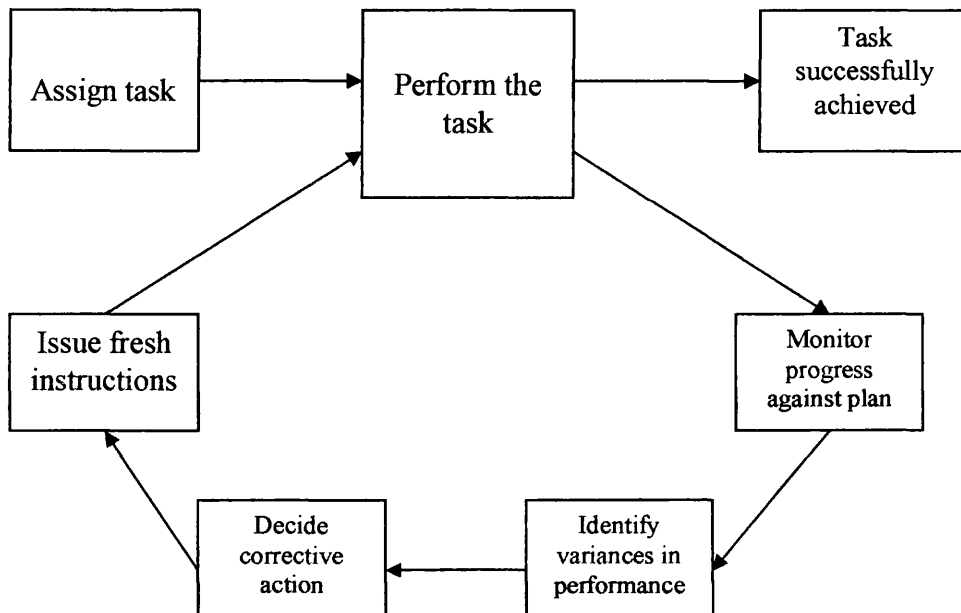 Assign task
Perform the
task
Task
successfully
achieved
Issue fresh
instructions
Monitor
progress
against plan
Decide
corrective
action
Identify
variances in
performance